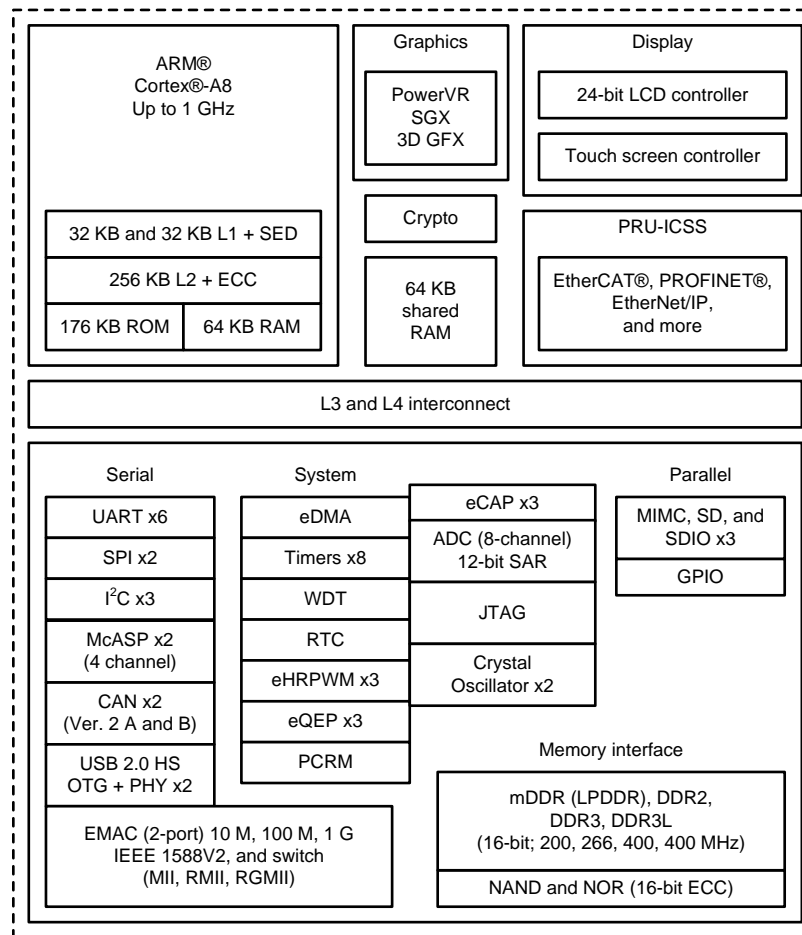 ARM®
Cortex®-A8
Up to 1 GHz
32 KB and 32 KB L1 + SED
256 KB L2 + ECC
176 KB ROM
64 KB RAM
Graphics
PowerVR
SGX
3D GFX
Crypto
64 KB
shared
RAM
Display
24-bit LCD controller
Touch screen controller
PRU-ICSS
EtherCAT®, PROFINET®,
EtherNet/IP,
and more
L3 and L4 interconnect
Serial
UART x6
SPI x2
I²C x3
McASP x2
(4 channel)
CAN x2
(Ver. 2 A and B)
USB 2.0 HS
OTG + PHY x2
EMAC (2-port) 10 M, 100 M, 1 G
IEEE 1588V2, and switch
(MII, RMII, RGMII)
System
eDMA
Timers x8
WDT
RTC
eHRPWM x3
eQEP x3
PCRM
eCAP x3
ADC (8-channel)
12-bit SAR
JTAG
Crystal
Oscillator x2
Parallel
MIMC, SD, and
SDIO x3
GPIO
Memory interface
mDDR (LPDDR), DDR2,
DDR3, DDR3L
(16-bit; 200, 266, 400, 400 MHz)
NAND and NOR (16-bit ECC)